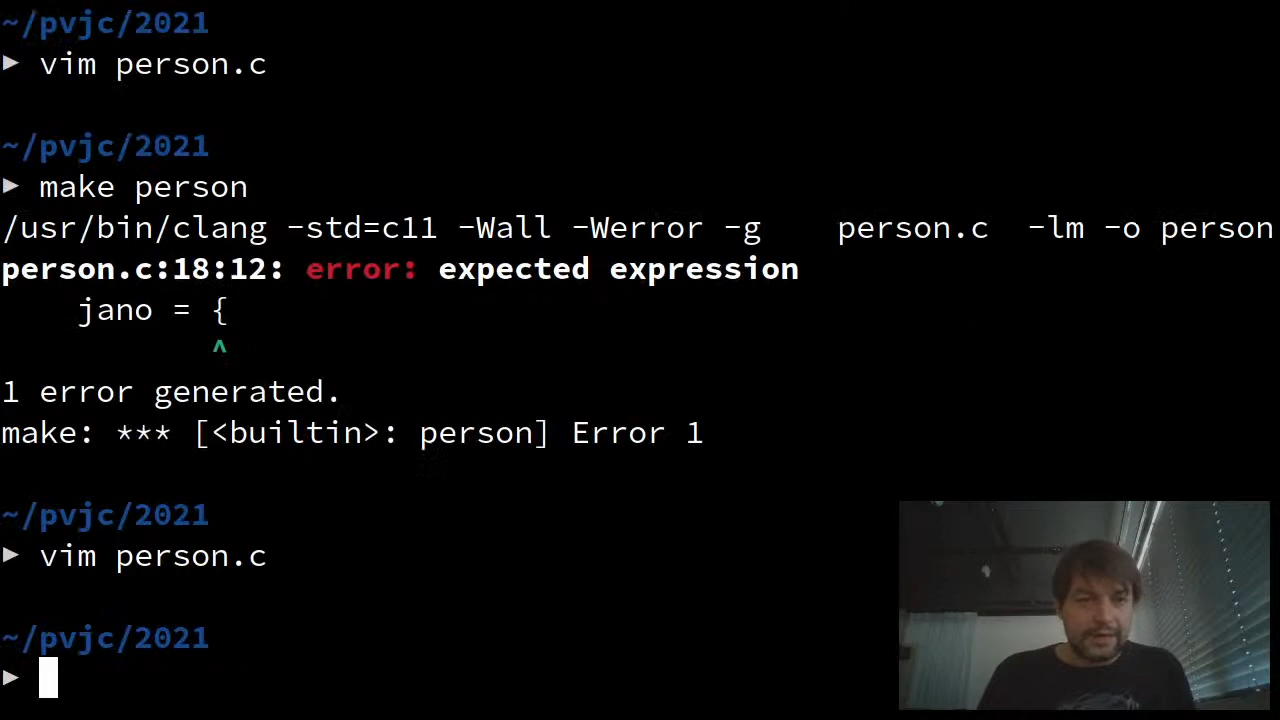 ~/pvjc/2021
▶ vim person.c
~/pvjc/2021
▶ make person
/usr/bin/clang -std=c11 -Wall -Werror -g    person.c  -lm -o person
person.c:18:12: error: expected expression
    jano = {
           ^
1 error generated.
make: *** [<builtin>: person] Error 1
~/pvjc/2021
▶ vim person.c
~/pvjc/2021
▶